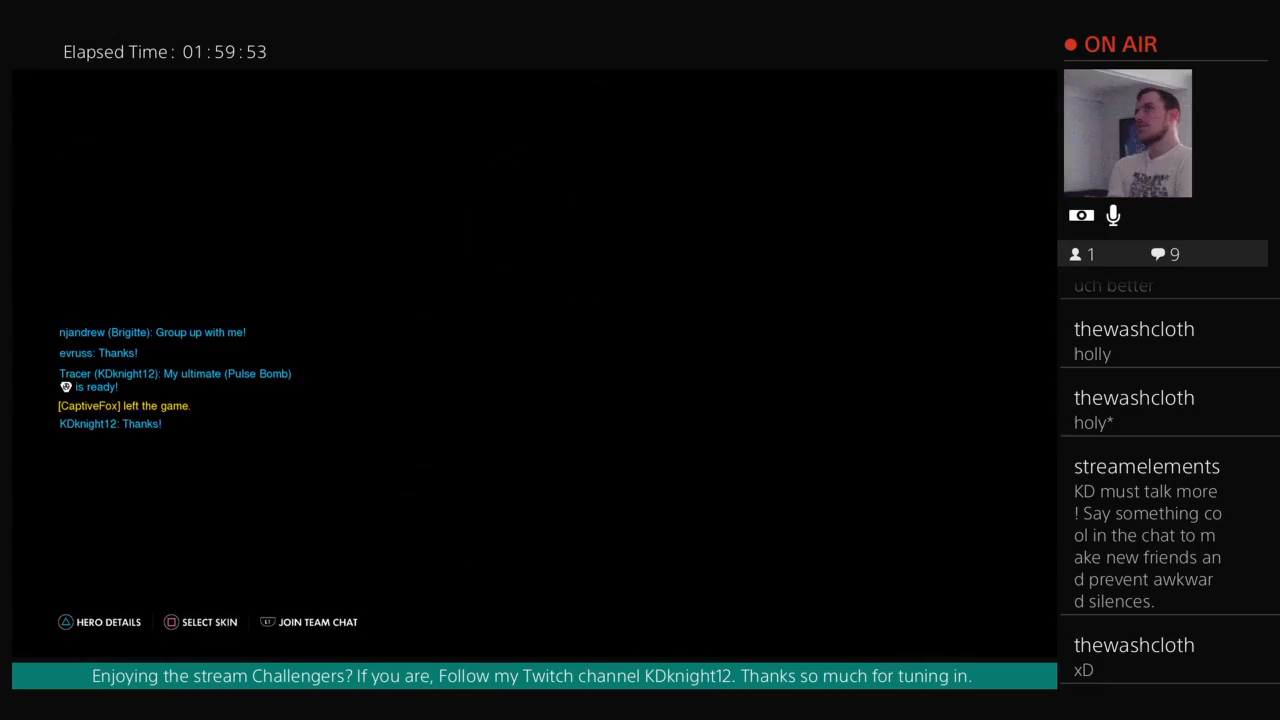 Elapsed Time: 01:59:53
ON AIR
1 9
uch better
thewashcloth
holly
thewashcloth
holy*
streamelements
KD must talk more
! Say something co
ol in the chat to m
ake new friends an
d prevent awkwar
d silences.
thewashcloth
xD
njandrew (Brigitte): Group up with me!
evruss: Thanks!
Tracer (KDknight12): My ultimate (Pulse Bomb)
is ready!
[CaptiveFox] left the game.
KDknight12: Thanks!
HERO DETAILS SELECT SKIN L1 JOIN TEAM CHAT
Enjoying the stream Challengers? If you are, Follow my Twitch channel KDknight12. Thanks so much for tuning in.